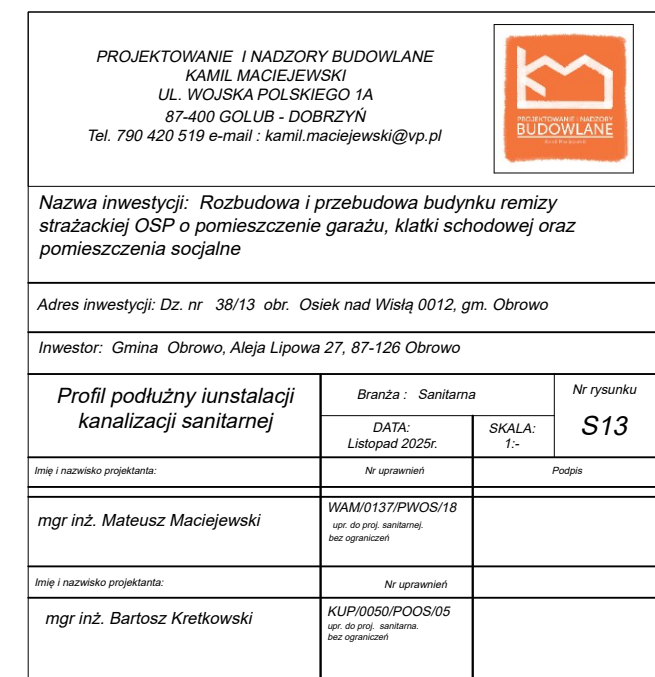 PROJEKTOWANIE I NADZORY BUDOWLANE
KAMIL MACIEJEWSKI
UL. WOJSKA POLSKIEGO 1A
87-400 GOLUB - DOBRZYŃ
Tel. 790 420 519 e-mail : kamil.maciejewski@vp.pl
PROJEKTOWANIE I NADZORY
BUDOWLANE
Kamil Maciejewski
Nazwa inwestycji: Rozbudowa i przebudowa budynku remizy
strażackiej OSP o pomieszczenie garażu, klatki schodowej oraz
pomieszczenia socjalne
Adres inwestycji: Dz. nr 38/13 obr. Osiek nad Wisłą 0012, gm. Obrowo
Inwestor: Gmina Obrowo, Aleja Lipowa 27, 87-126 Obrowo
Profil podłużny iunstalacji
kanalizacji sanitarnej
Branża : Sanitarna
Nr rysunku
S13
DATA:
Listopad 2025r.
SKALA:
1:-
Imię i nazwisko projektanta:
Nr uprawnień
Podpis
mgr inż. Mateusz Maciejewski
WAM/0137/PWOS/18
upr. do proj. sanitarnej.
bez ograniczeń
Imię i nazwisko projektanta:
Nr uprawnień
mgr inż. Bartosz Kretkowski
KUP/0050/POOS/05
upr. do proj. sanitarna.
bez ograniczeń